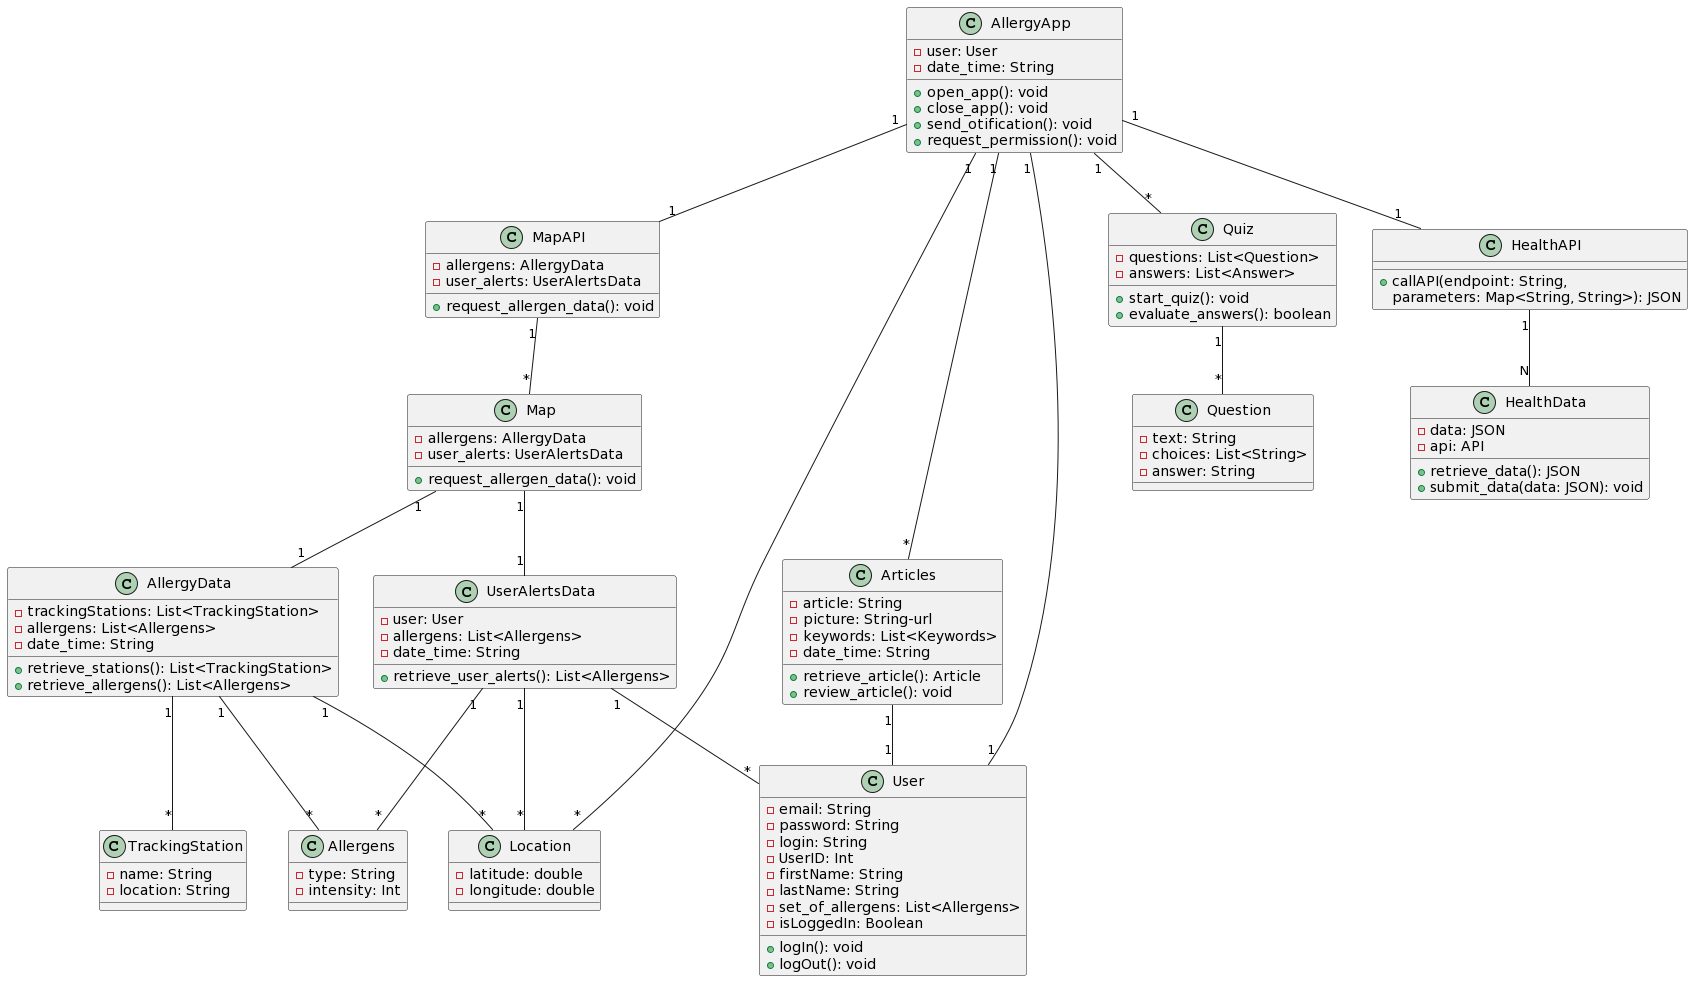 C AllergyApp
user: User
date_time: String
open_app(): void
close_app(): void
send_otification(): void
request_permission(): void
1
1
1
1
1
1
1
1
*
1
C MapAPI
allergens: AllergyData
user_alerts: UserAlertsData
request_allergen_data(): void
C Quiz
questions: List<Question>
answers: List<Answer>
start_quiz(): void
evaluate_answers(): boolean
C HealthAPI
callAPI(endpoint: String,
parameters: Map<String, String>): JSON
1
*
1
*
1
N
C Map
allergens: AllergyData
user_alerts: UserAlertsData
request_allergen_data(): void
C Question
text: String
choices: List<String>
answer: String
C HealthData
data: JSON
api: API
retrieve_data(): JSON
submit_data(data: JSON): void
1
1
1
1
*
C AllergyData
trackingStations: List<TrackingStation>
allergens: List<Allergens>
date_time: String
retrieve_stations(): List<TrackingStation>
retrieve_allergens(): List<Allergens>
C UserAlertsData
user: User
allergens: List<Allergens>
date_time: String
retrieve_user_alerts(): List<Allergens>
C Articles
article: String
picture: String-url
keywords: List<Keywords>
date_time: String
retrieve_article(): Article
review_article(): void
1
1
1
1
1
1
1
*
1
1
*
*
*
*
*
*
C TrackingStation
name: String
location: String
C Allergens
type: String
intensity: Int
C Location
latitude: double
longitude: double
C User
email: String
password: String
login: String
UserID: Int
firstName: String
lastName: String
set_of_allergens: List<Allergens>
isLoggedIn: Boolean
logIn(): void
logOut(): void